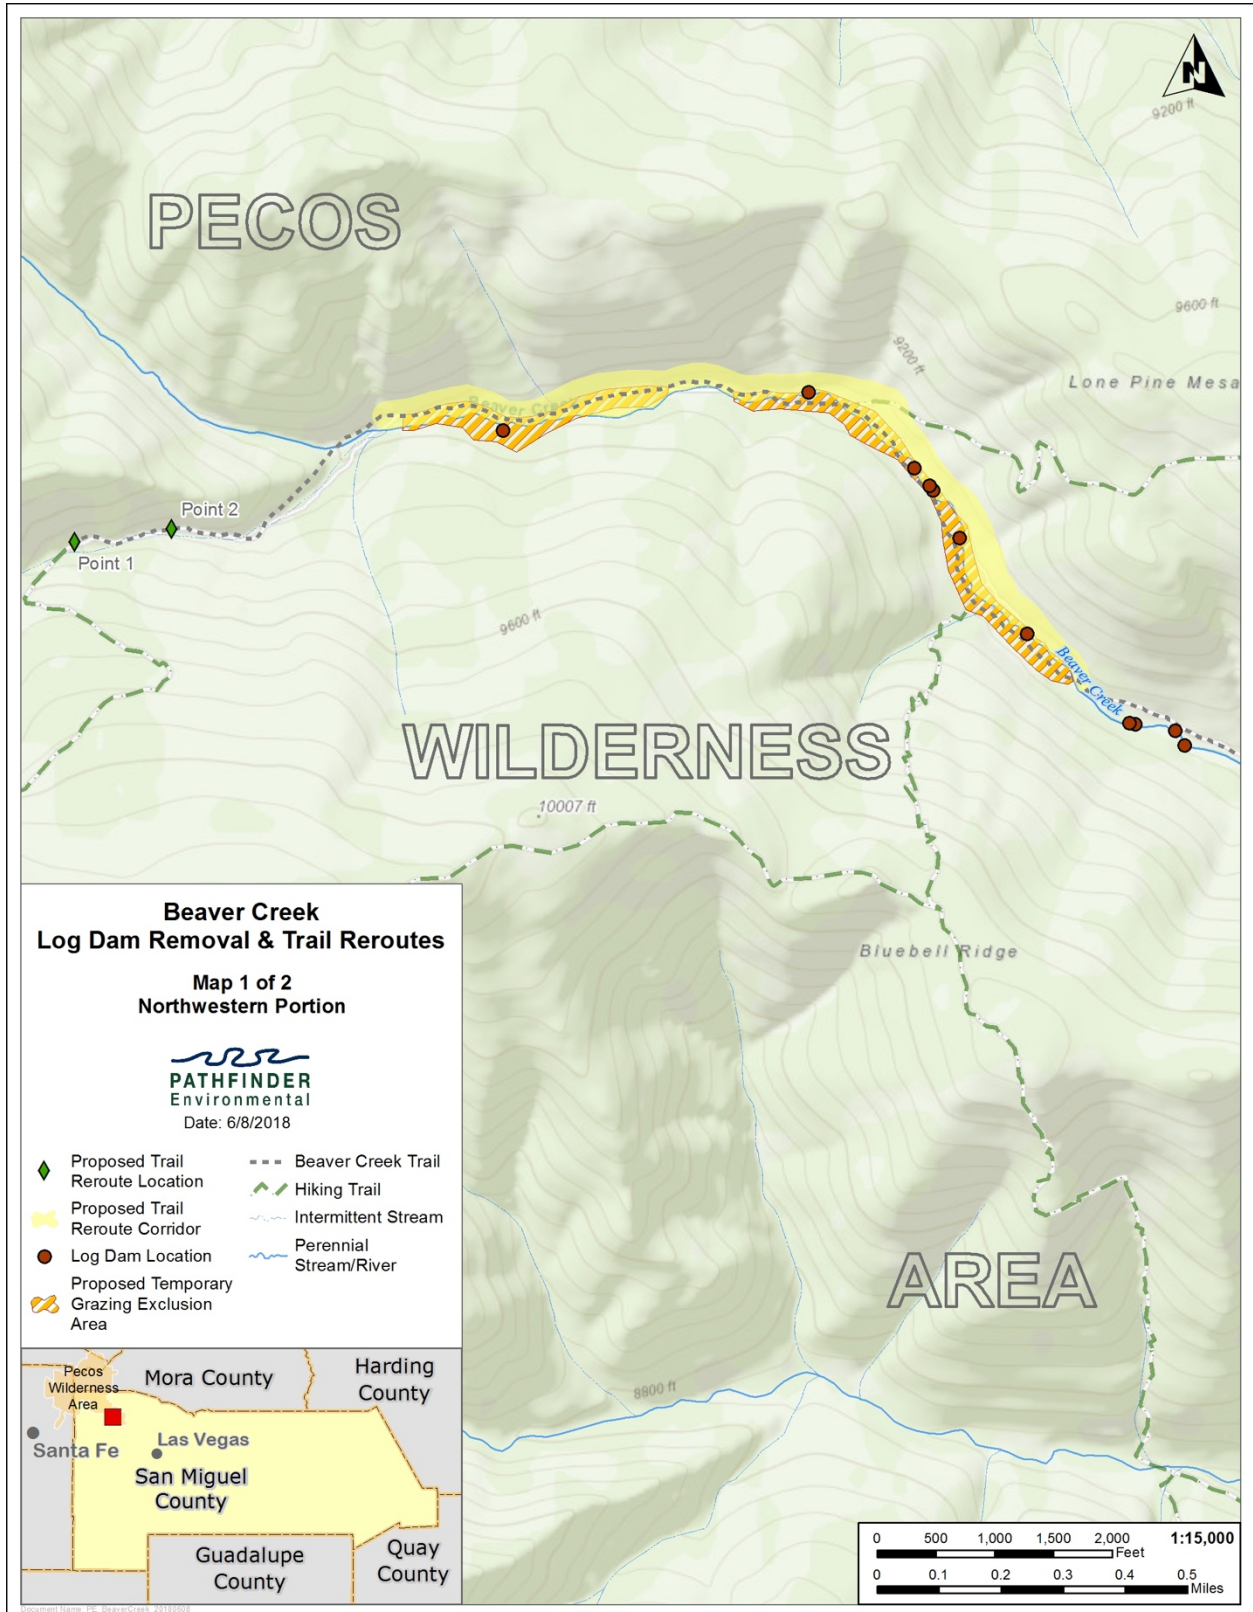 N
9200 ft
PECOS
9600 ft
9200 ft
Lone Pine Mesa
Beaver Creek
Point 2
Point 1
9600 ft
Beaver Creek
WILDERNESS
10007 ft
Bluebell Ridge
AREA
8800 ft
Beaver Creek
Log Dam Removal & Trail Reroutes
Map 1 of 2
Northwestern Portion
PATHFINDER
Environmental
Date: 6/8/2018
Proposed Trail
Reroute Location
Proposed Trail
Reroute Corridor
Log Dam Location
Proposed Temporary
Grazing Exclusion
Area
Beaver Creek Trail
Hiking Trail
Intermittent Stream
Perennial
Stream/River
Pecos
Wilderness
Area
Mora County
Harding
County
Santa Fe
Las Vegas
San Miguel
County
Guadalupe
County
Quay
County
0 500 1,000 1,500 2,000
Feet
1:15,000
0 0.1 0.2 0.3 0.4 0.5
Miles
Document Name: PE_BeaverCreek_20180608